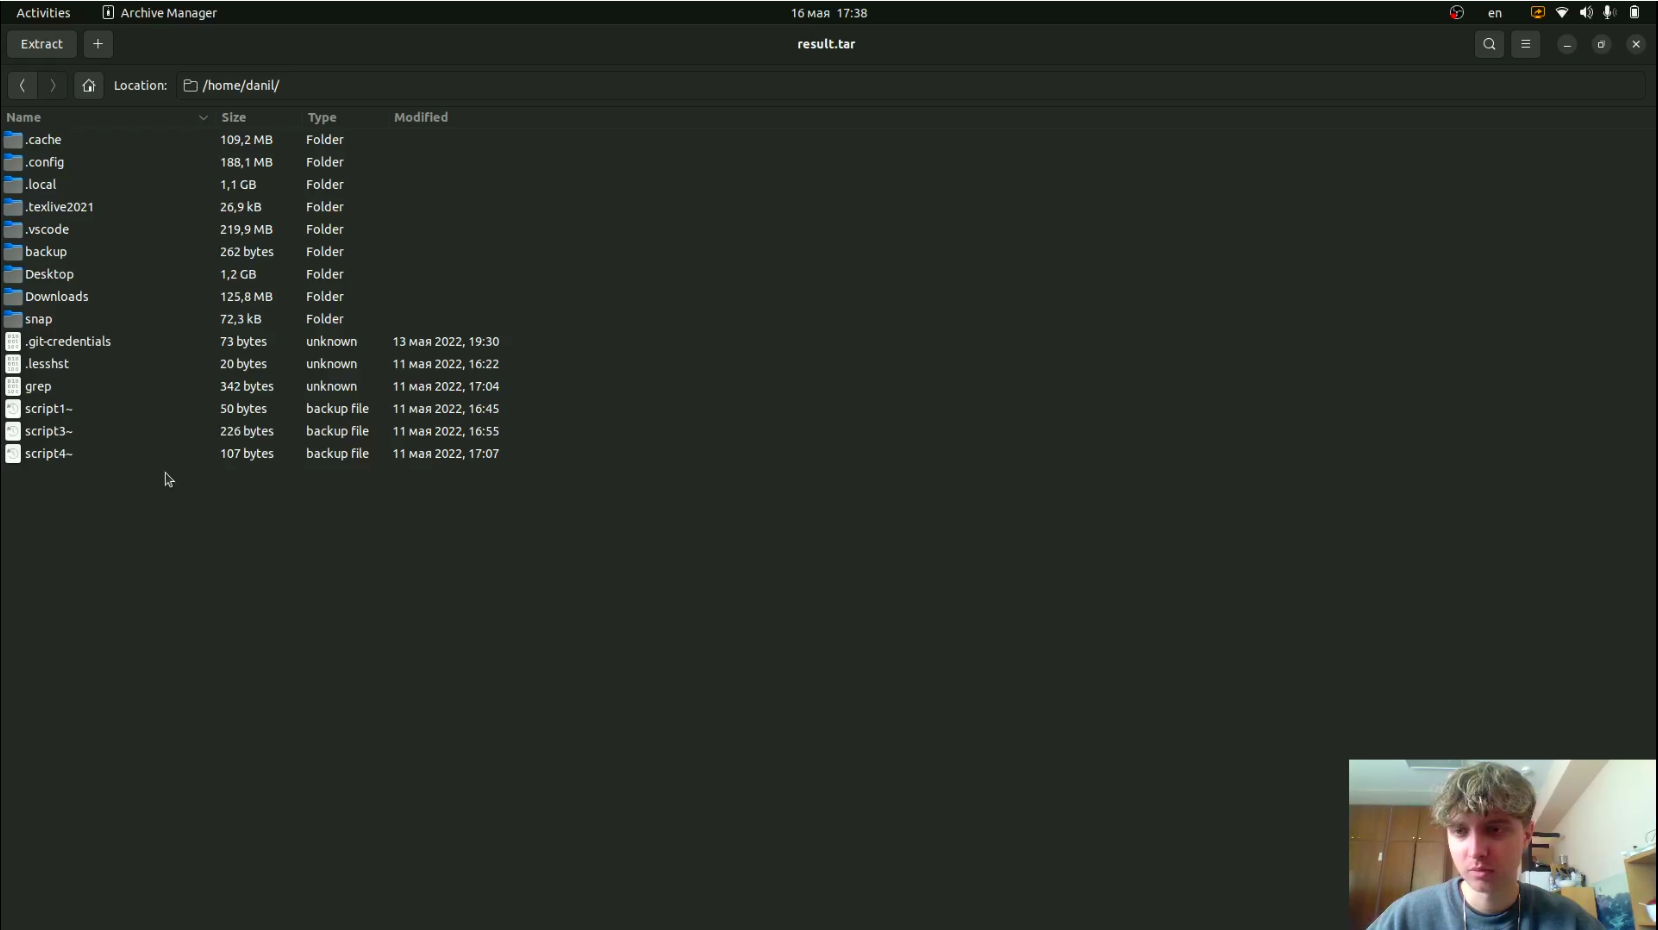 Activities Archive Manager 16 мая 17:38 en
Extract + result.tar
Location: /home/danil/
Name Size Type Modified
.cache 109,2 MB Folder
.config 188,1 MB Folder
.local 1,1 GB Folder
.texlive2021 26,9 kB Folder
.vscode 219,9 MB Folder
backup 262 bytes Folder
Desktop 1,2 GB Folder
Downloads 125,8 MB Folder
snap 72,3 kB Folder
.git-credentials 73 bytes unknown 13 мая 2022, 19:30
.lesshst 20 bytes unknown 11 мая 2022, 16:22
grep 342 bytes unknown 11 мая 2022, 17:04
script1~ 50 bytes backup file 11 мая 2022, 16:45
script3~ 226 bytes backup file 11 мая 2022, 16:55
script4~ 107 bytes backup file 11 мая 2022, 17:07